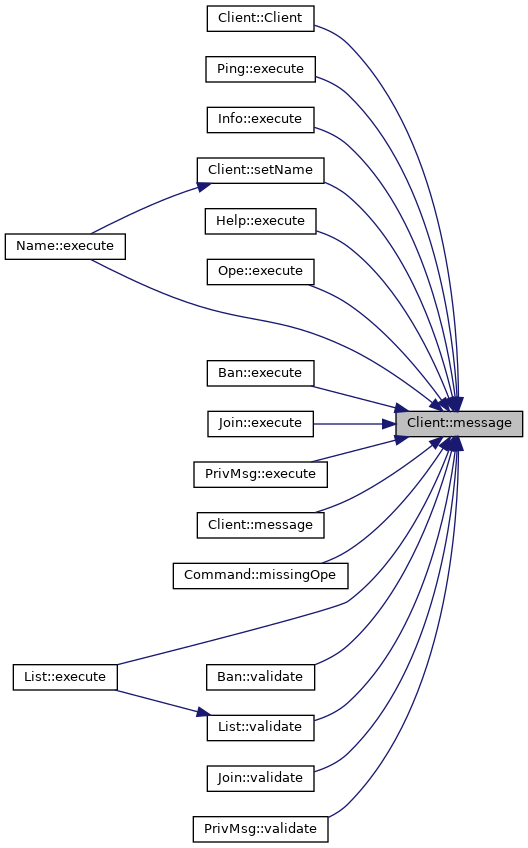 Client::Client
Ping::execute
Info::execute
Client::setName
Help::execute
Name::execute
Ope::execute
Ban::execute
Join::execute
Client::message
PrivMsg::execute
Client::message
Command::missingOpe
List::execute
Ban::validate
List::validate
Join::validate
PrivMsg::validate